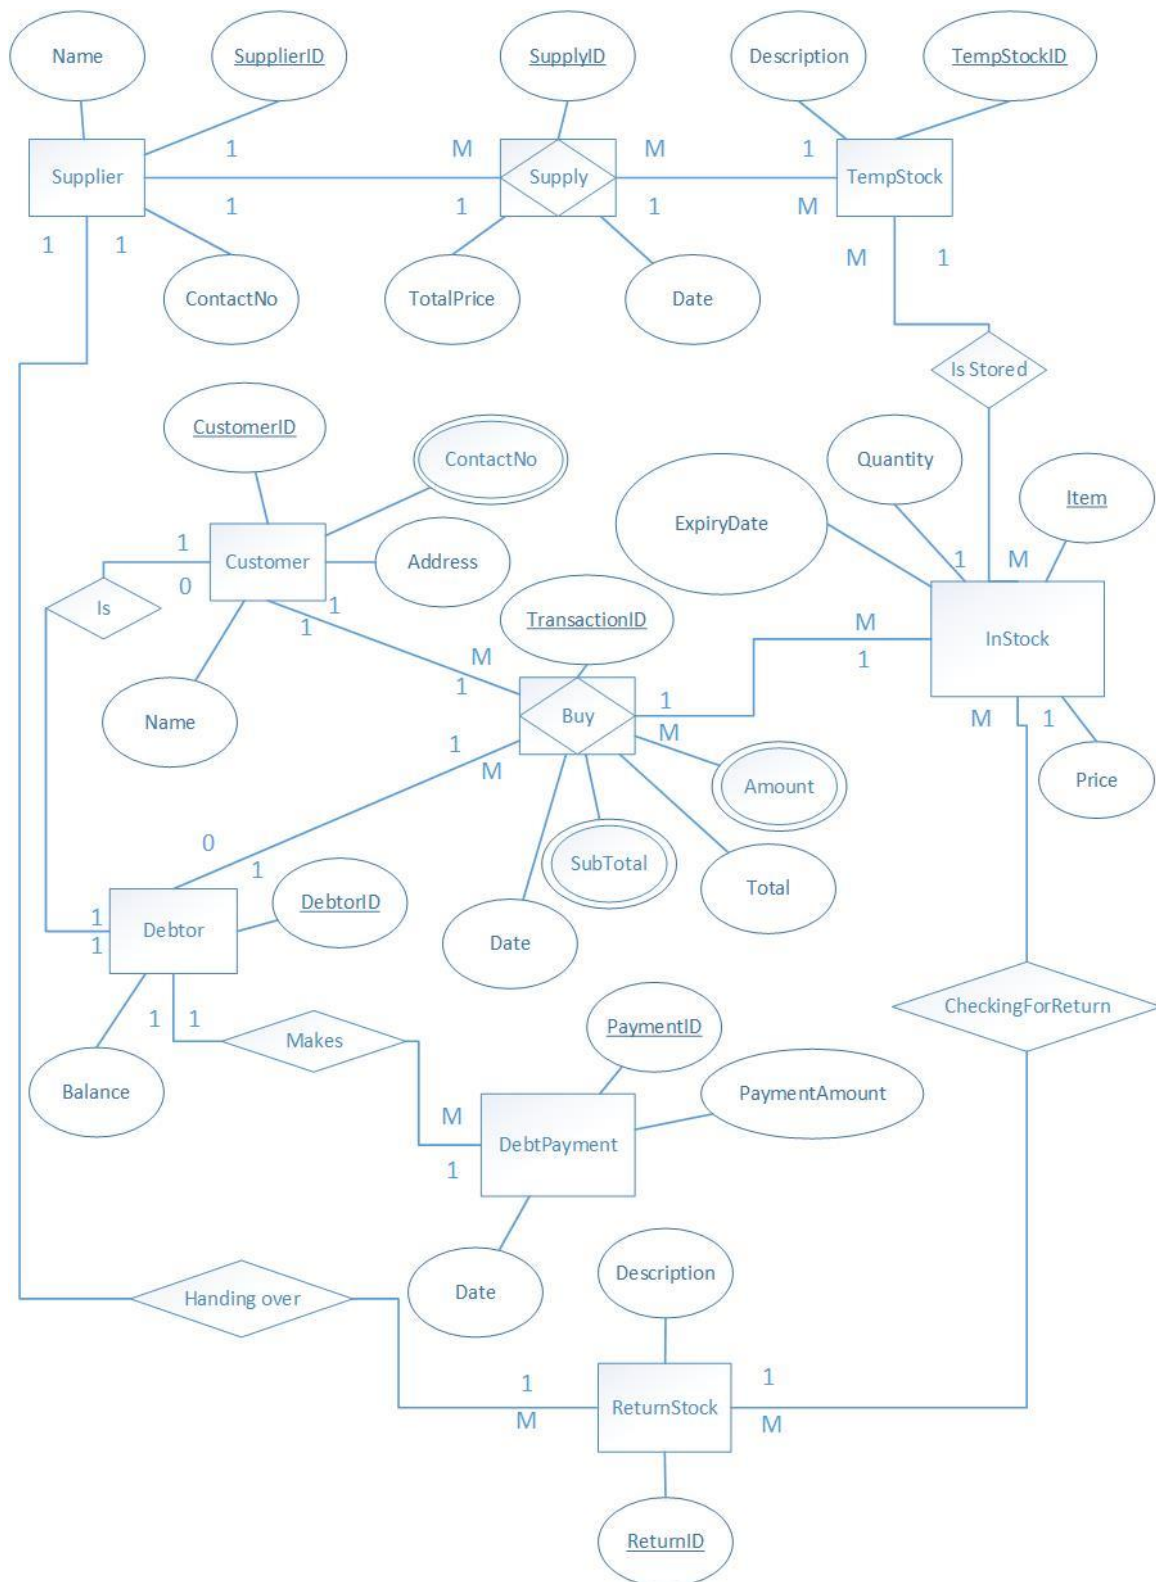 Name
SupplierID
SupplyID
Description
TempStockID
1
M
M
1
Supplier
Supply
TempStock
1
1
1
M
1
1
M
1
ContactNo
TotalPrice
Date
Is Stored
CustomerID
ContactNo
Quantity
Item
ExpiryDate
1
Customer
Address
1
M
0
Is
1
1
TransactionID
M
InStock
M
1
1
Name
1
Buy
M
M
1
1
M
Amount
Price
0
1
SubTotal
Total
DebtorID
1
Debtor
1
Date
CheckingForReturn
1
1
Makes
PaymentID
Balance
PaymentAmount
M
DebtPayment
1
Description
Date
Handing over
1
1
ReturnStock
M
M
ReturnID